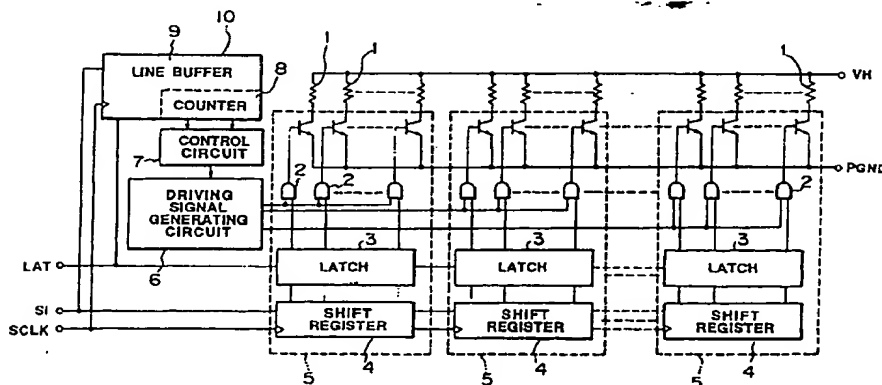 9
10
1
1
1
LINE BUFFER
8
VH
COUNTER
CONTROL
CIRCUIT
7
PGND
2
2
2
DRIVING
SIGNAL
GENERATING
CIRCUIT
6
3
3
3
LAT
LATCH
LATCH
LATCH
SI
SCLK
SHIFT
REGISTER
SHIFT
REGISTER
SHIFT
REGISTER
5
4
5
4
5
4